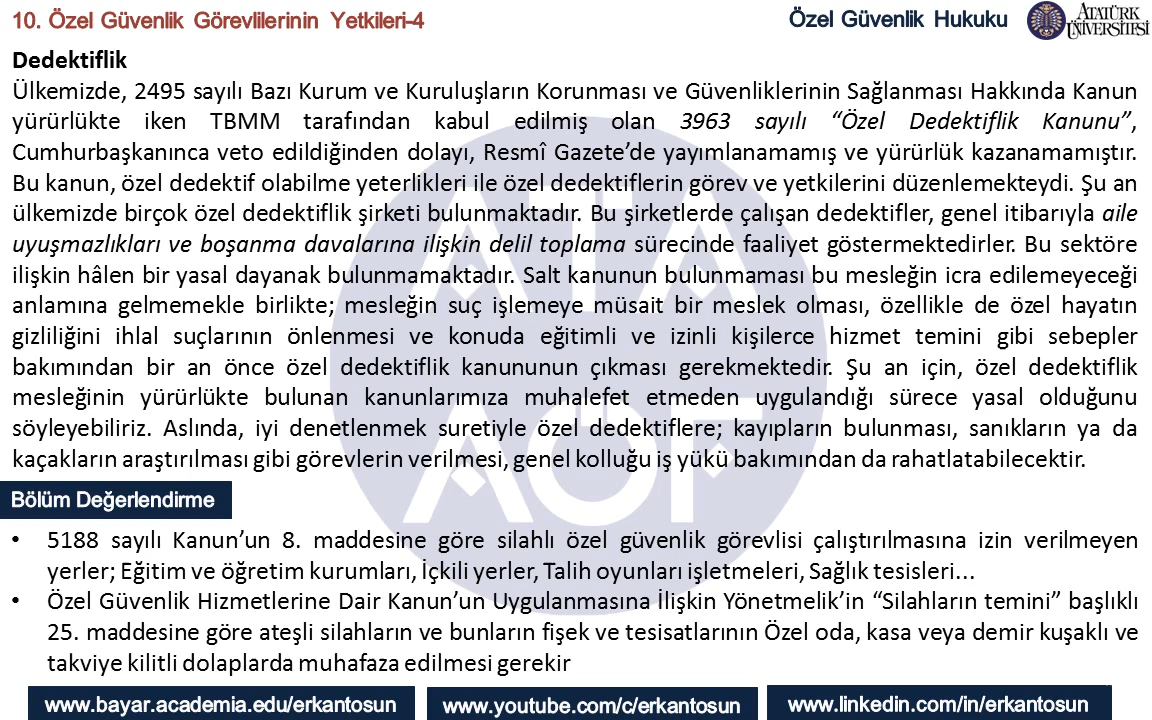 10. Özel Güvenlik Görevlilerinin Yetkileri-4
Özel Güvenlik Hukuku
ATATÜRK
ÜNİVERSİTESİ
Dedektiflik
Ülkemizde, 2495 sayılı Bazı Kurum ve Kuruluşların Korunması ve Güvenliklerinin Sağlanması Hakkında Kanun
yürürlükte iken TBMM tarafından kabul edilmiş olan 3963 sayılı “Özel Dedektiflik Kanunu”,
Cumhurbaşkanınca veto edildiğinden dolayı, Resmî Gazete’de yayımlanamamış ve yürürlük kazanamamıştır.
Bu kanun, özel dedektif olabilme yeterlikleri ile özel dedektiflerin görev ve yetkilerini düzenlemekteydi. Şu an
ülkemizde birçok özel dedektiflik şirketi bulunmaktadır. Bu şirketlerde çalışan dedektifler, genel itibarıyla aile
uyuşmazlıkları ve boşanma davalarına ilişkin delil toplama sürecinde faaliyet göstermektedirler. Bu sektöre
ilişkin hâlen bir yasal dayanak bulunmamaktadır. Salt kanunun bulunmaması bu mesleğin icra edilemeyeceği
anlamına gelmemekle birlikte; mesleğin suç işlemeye müsait bir meslek olması, özellikle de özel hayatın
gizliliğini ihlal suçlarının önlenmesi ve konuda eğitimli ve izinli kişilerce hizmet temini gibi sebepler
bakımından bir an önce özel dedektiflik kanununun çıkması gerekmektedir. Şu an için, özel dedektiflik
mesleğinin yürürlükte bulunan kanunlarımıza muhalefet etmeden uygulandığı sürece yasal olduğunu
söyleyebiliriz. Aslında, iyi denetlenmek suretiyle özel dedektiflere; kayıpların bulunması, sanıkların ya da
kaçakların araştırılması gibi görevlerin verilmesi, genel kolluğu iş yükü bakımından da rahatlatabilecektir.
ATA
AÖF
Bölüm Değerlendirme
• 5188 sayılı Kanun’un 8. maddesine göre silahlı özel güvenlik görevlisi çalıştırılmasına izin verilmeyen
yerler; Eğitim ve öğretim kurumları, İçkili yerler, Talih oyunları işletmeleri, Sağlık tesisleri...
• Özel Güvenlik Hizmetlerine Dair Kanun’un Uygulanmasına İlişkin Yönetmelik’in “Silahların temini” başlıklı
25. maddesine göre ateşli silahların ve bunların fişek ve tesisatlarının Özel oda, kasa veya demir kuşaklı ve
takviye kilitli dolaplarda muhafaza edilmesi gerekir
www.bayar.academia.edu/erkantosun
www.youtube.com/c/erkantosun
www.linkedin.com/in/erkantosun